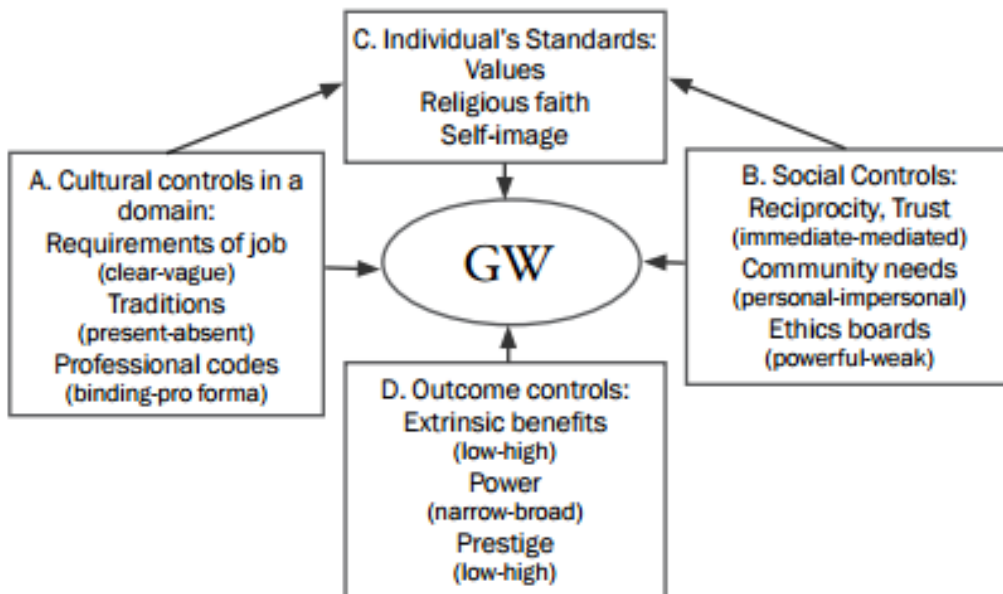 C. Individual's Standards:
Values
Religious faith
Self-image
A. Cultural controls in a
domain:
Requirements of job
(clear-vague)
Traditions
(present-absent)
Professional codes
(binding-pro forma)
GW
B. Social Controls:
Reciprocity, Trust
(immediate-mediated)
Community needs
(personal-impersonal)
Ethics boards
(powerful-weak)
D. Outcome controls:
Extrinsic benefits
(low-high)
Power
(narrow-broad)
Prestige
(low-high)